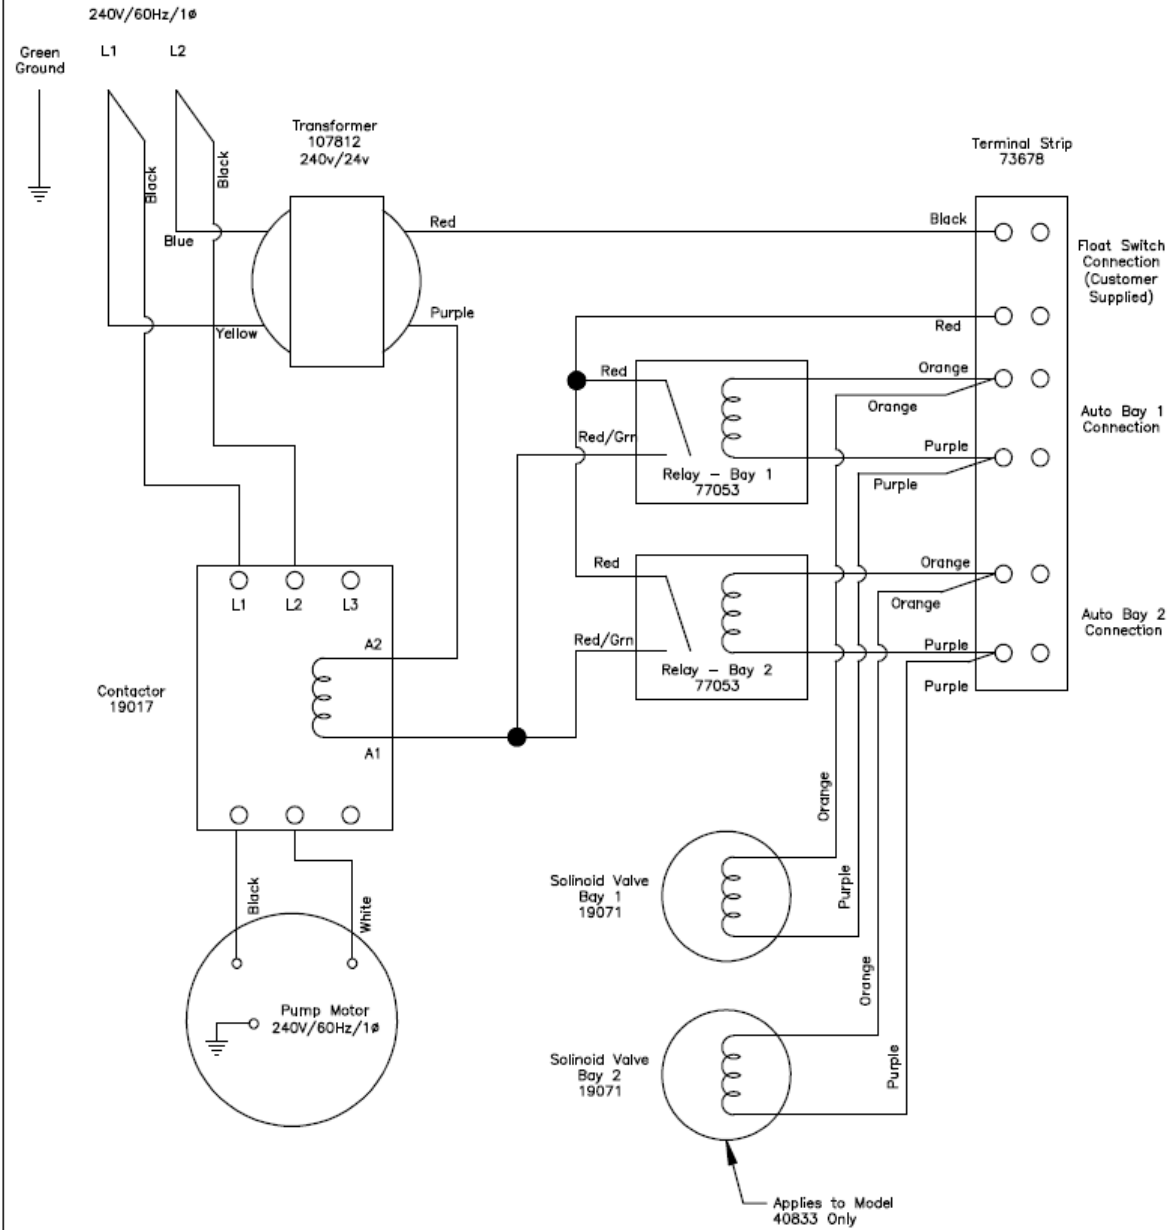 240V/60Hz/1ø
Green
Ground
L1
L2
Black
Black
Blue
Yellow
Transformer
107812
240v/24v
Red
Purple
Terminal Strip
73678
Black
Float Switch
Connection
(Customer
Supplied)
Red
Orange
Orange
Auto Bay 1
Connection
Purple
Purple
Red
Red/Grn
Relay – Bay 1
77053
Orange
Orange
Auto Bay 2
Connection
Purple
Purple
Red
Red/Grn
Relay – Bay 2
77053
L1
L2
L3
A2
A1
Contactor
19017
Black
White
Pump Motor
240V/60Hz/1ø
Orange
Purple
Solinoid Valve
Bay 1
19071
Orange
Purple
Solinoid Valve
Bay 2
19071
Applies to Model
40833 Only